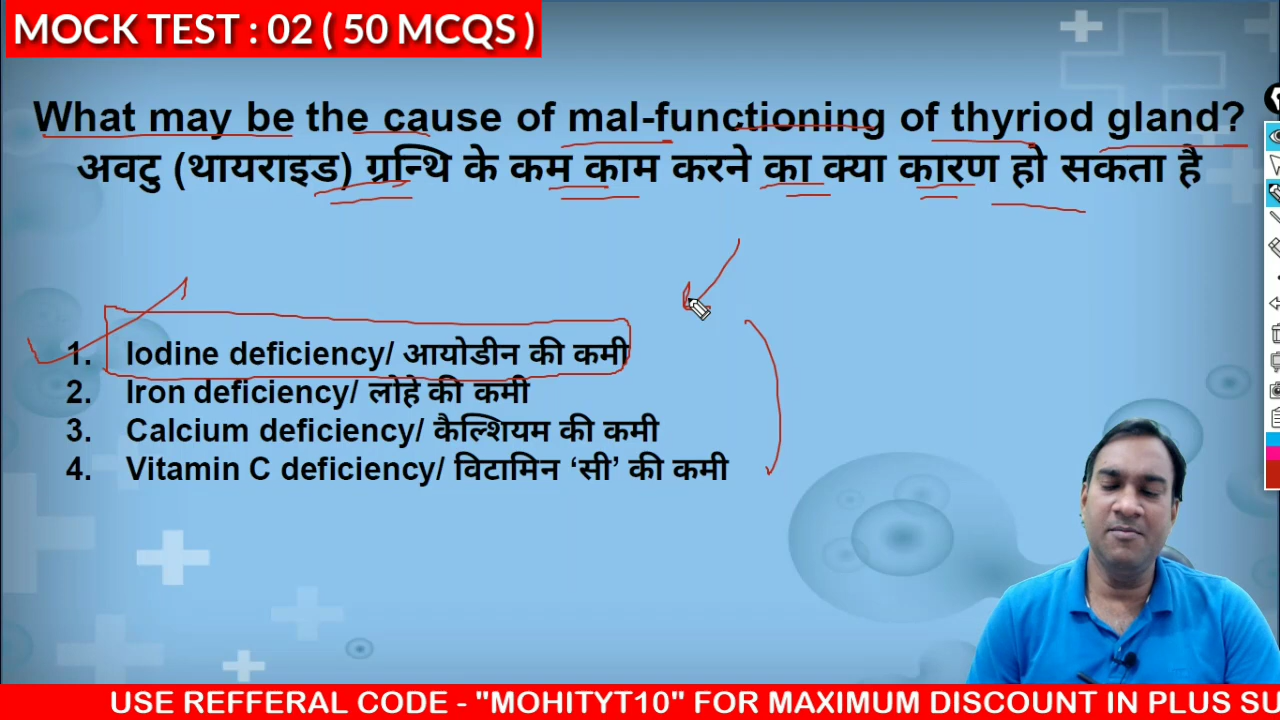 MOCK TEST : 02 ( 50 MCQS )
What may be the cause of mal-functioning of thyriod gland?
अवटु (थायराइड) ग्रन्थि के कम काम करने का क्या कारण हो सकता है
1. Iodine deficiency/ आयोडीन की कमी
2. Iron deficiency/ लोहे की कमी
3. Calcium deficiency/ कैल्शियम की कमी
4. Vitamin C deficiency/ विटामिन ‘सी’ की कमी
USE REFFERAL CODE - "MOHITYT10" FOR MAXIMUM DISCOUNT IN PLUS SU